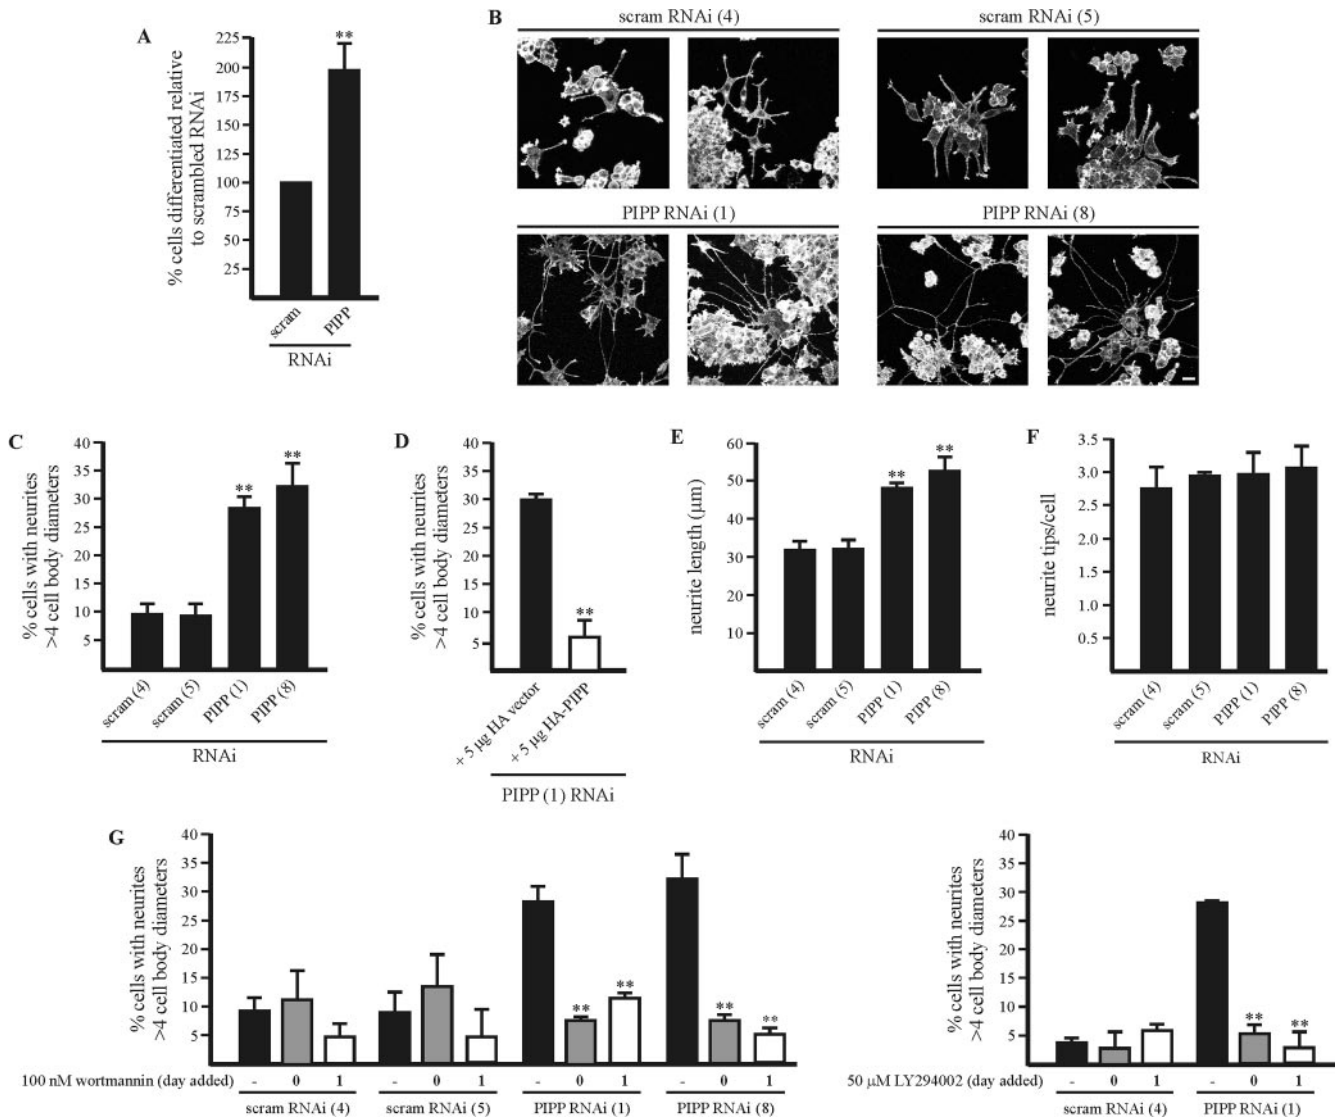 A
% cells differentiated relative
to scrambled RNAi
225
200
175
150
125
100
75
50
25
**
scram
PIPP
RNAi
B
scram RNAi (4)
scram RNAi (5)
PIPP RNAi (1)
PIPP RNAi (8)
C
% cells with neurites
>4 cell body diameters
40
35
30
25
20
15
10
5
**
**
scram (4)
scram (5)
PIPP (1)
PIPP (8)
RNAi
D
% cells with neurites
>4 cell body diameters
40
35
30
25
20
15
10
5
**
+ 5 µg HA vector
+ 5 µg HA-PIPP
PIPP (1) RNAi
E
neurite length (µm)
60
50
40
30
20
10
**
**
scram (4)
scram (5)
PIPP (1)
PIPP (8)
RNAi
F
neurite tips/cell
3.5
3.0
2.5
2.0
1.5
1.0
0.5
scram (4)
scram (5)
PIPP (1)
PIPP (8)
RNAi
G
% cells with neurites
>4 cell body diameters
40
35
30
25
20
15
10
5
** ** ** **
100 nM wortmannin (day added) - 0 1 - 0 1 - 0 1 - 0 1
scram RNAi (4) scram RNAi (5) PIPP RNAi (1) PIPP RNAi (8)
% cells with neurites
>4 cell body diameters
40
35
30
25
20
15
10
5
** **
50 µM LY294002 (day added) - 0 1 - 0 1
scram RNAi (4) PIPP RNAi (1)